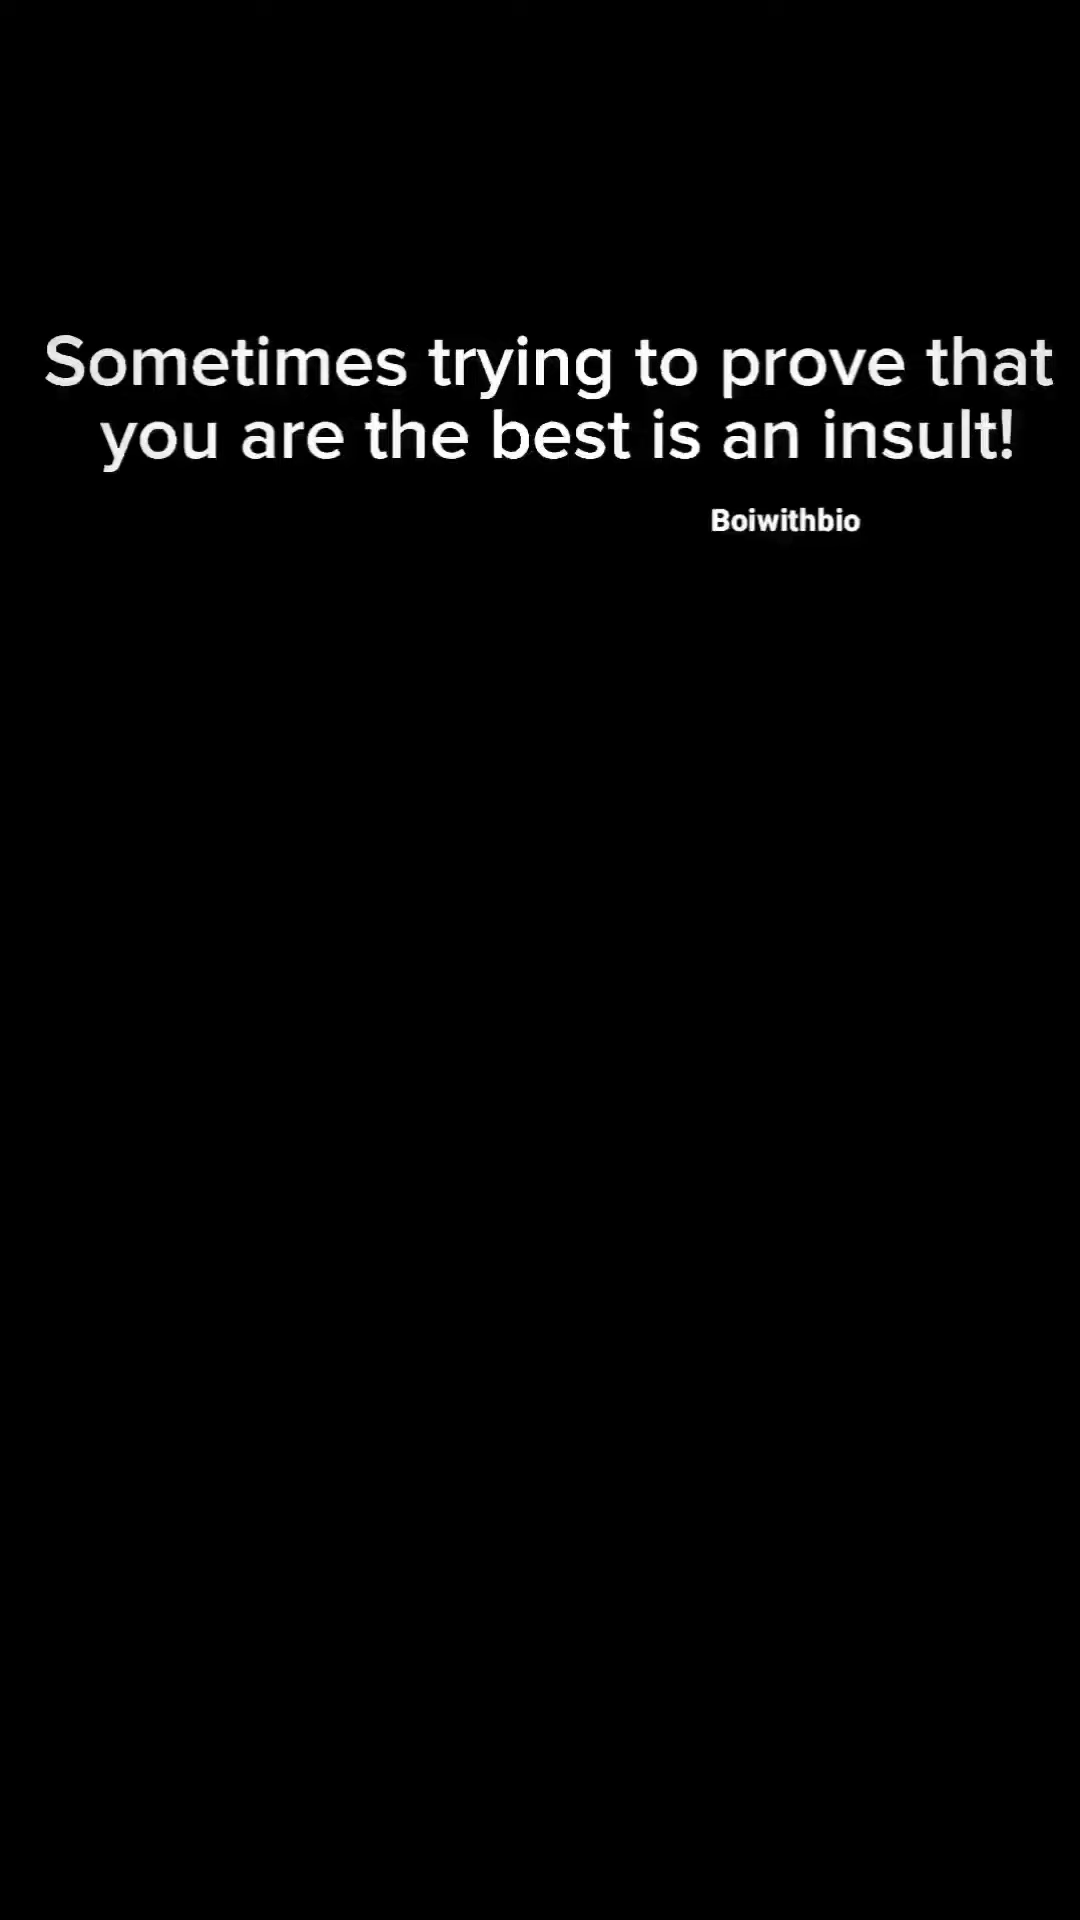 Sometimes trying to prove that
you are the best is an insult!
Boiwithbio